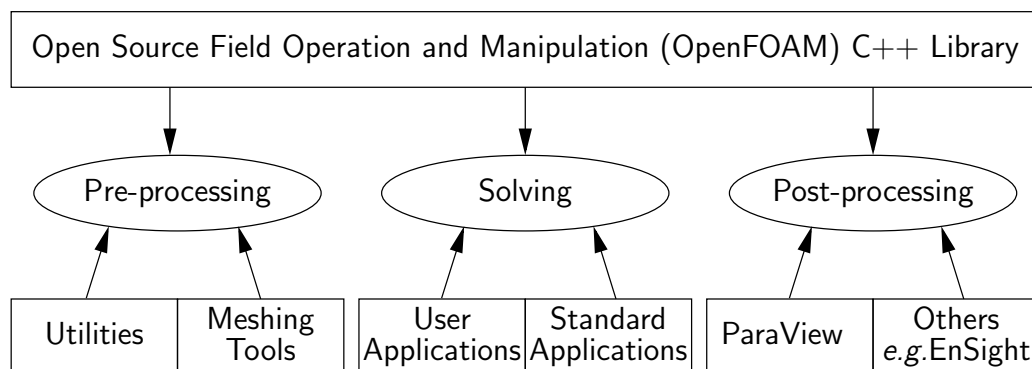 Open Source Field Operation and Manipulation (OpenFOAM) C++ Library
Pre-processing
Solving
Post-processing
Utilities
Meshing
Tools
User
Applications
Standard
Applications
ParaView
Others
e.g.EnSight